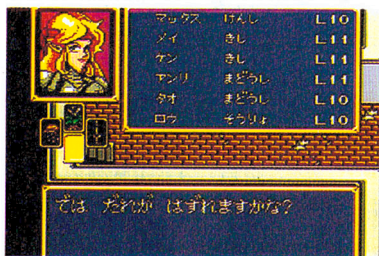 マックス けんし L10
メイ きし L11
ケン きし L11
アンリ まどうし L11
タオ まどうし L10
ロウ そうりょ L10
では だれが はずれますかな?